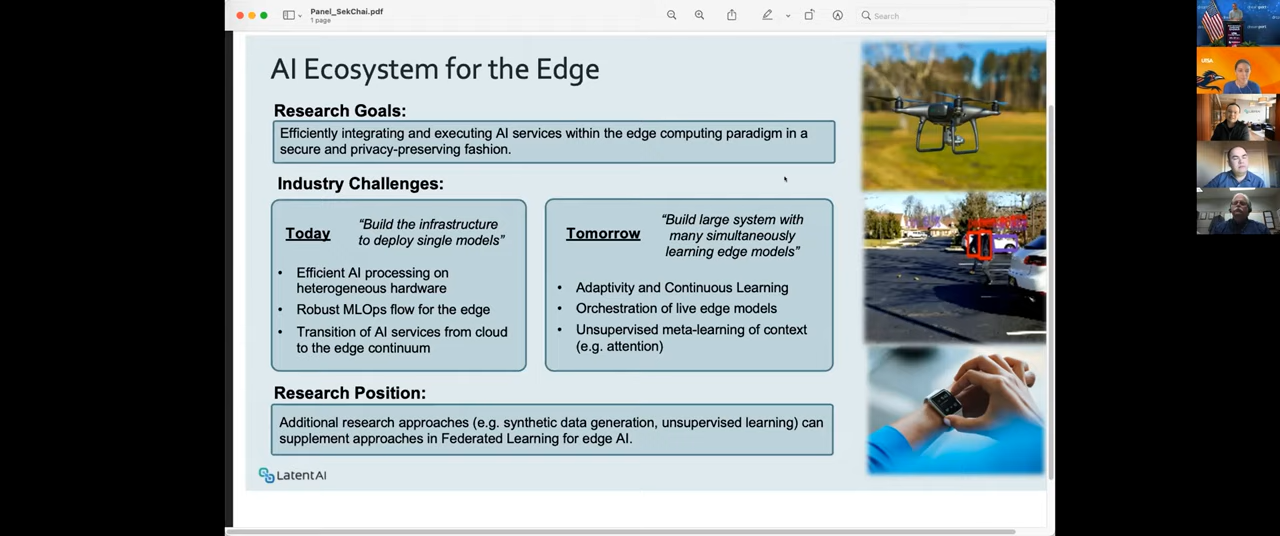 Panel_SekChai.pdf
1 page
Search
AI Ecosystem for the Edge
Research Goals:
Efficiently integrating and executing AI services within the edge computing paradigm in a
secure and privacy-preserving fashion.
Industry Challenges:
Today
“Build the infrastructure
to deploy single models”
• Efficient AI processing on
heterogeneous hardware
• Robust MLOps flow for the edge
• Transition of AI services from cloud
to the edge continuum
Tomorrow
“Build large system with
many simultaneously
learning edge models”
• Adaptivity and Continuous Learning
• Orchestration of live edge models
• Unsupervised meta-learning of context
(e.g. attention)
Research Position:
Additional research approaches (e.g. synthetic data generation, unsupervised learning) can
supplement approaches in Federated Learning for edge AI.
LatentAI
UTSA